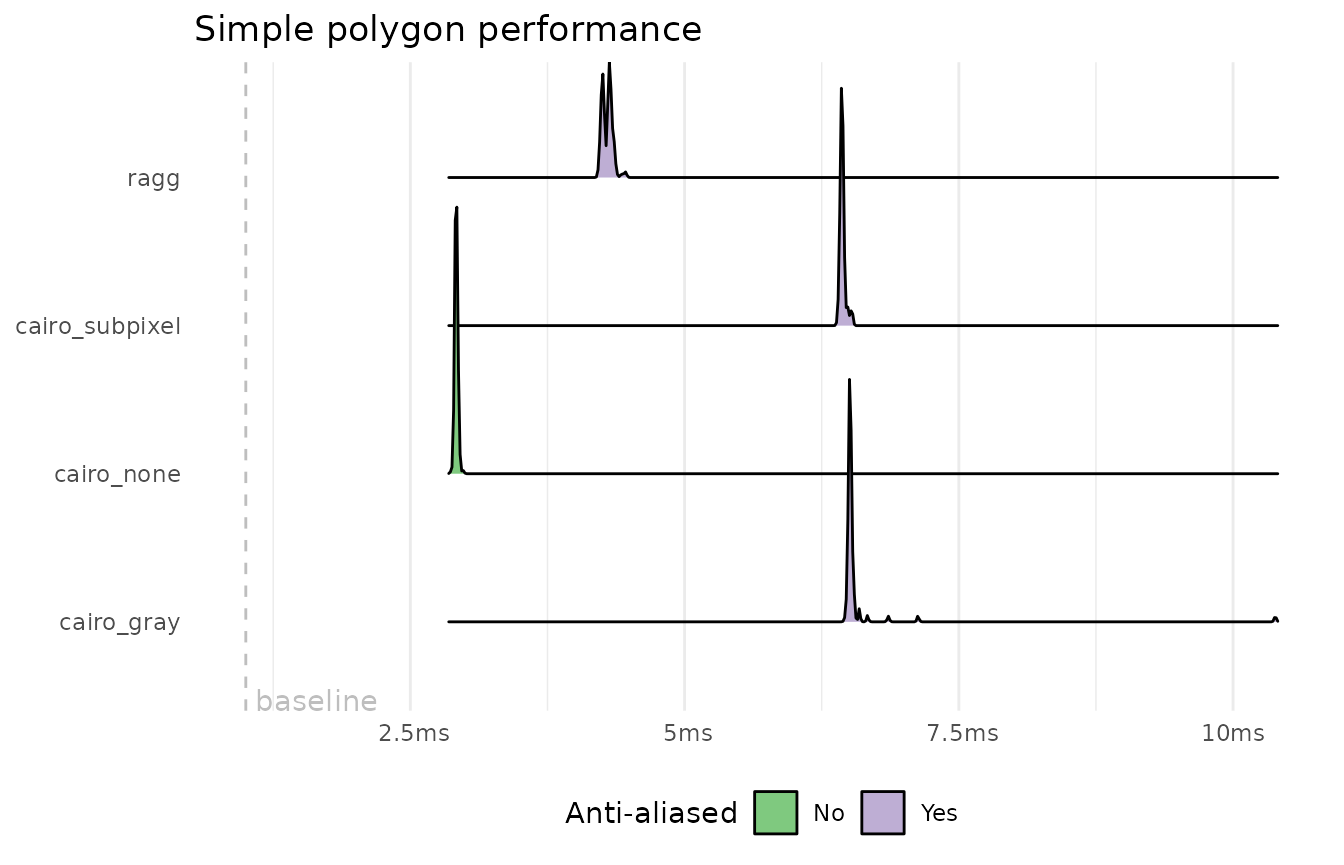 Simple polygon performance
ragg
cairo_subpixel
cairo_none
cairo_gray
baseline
2.5ms 5ms 7.5ms 10ms
Anti-aliased No Yes